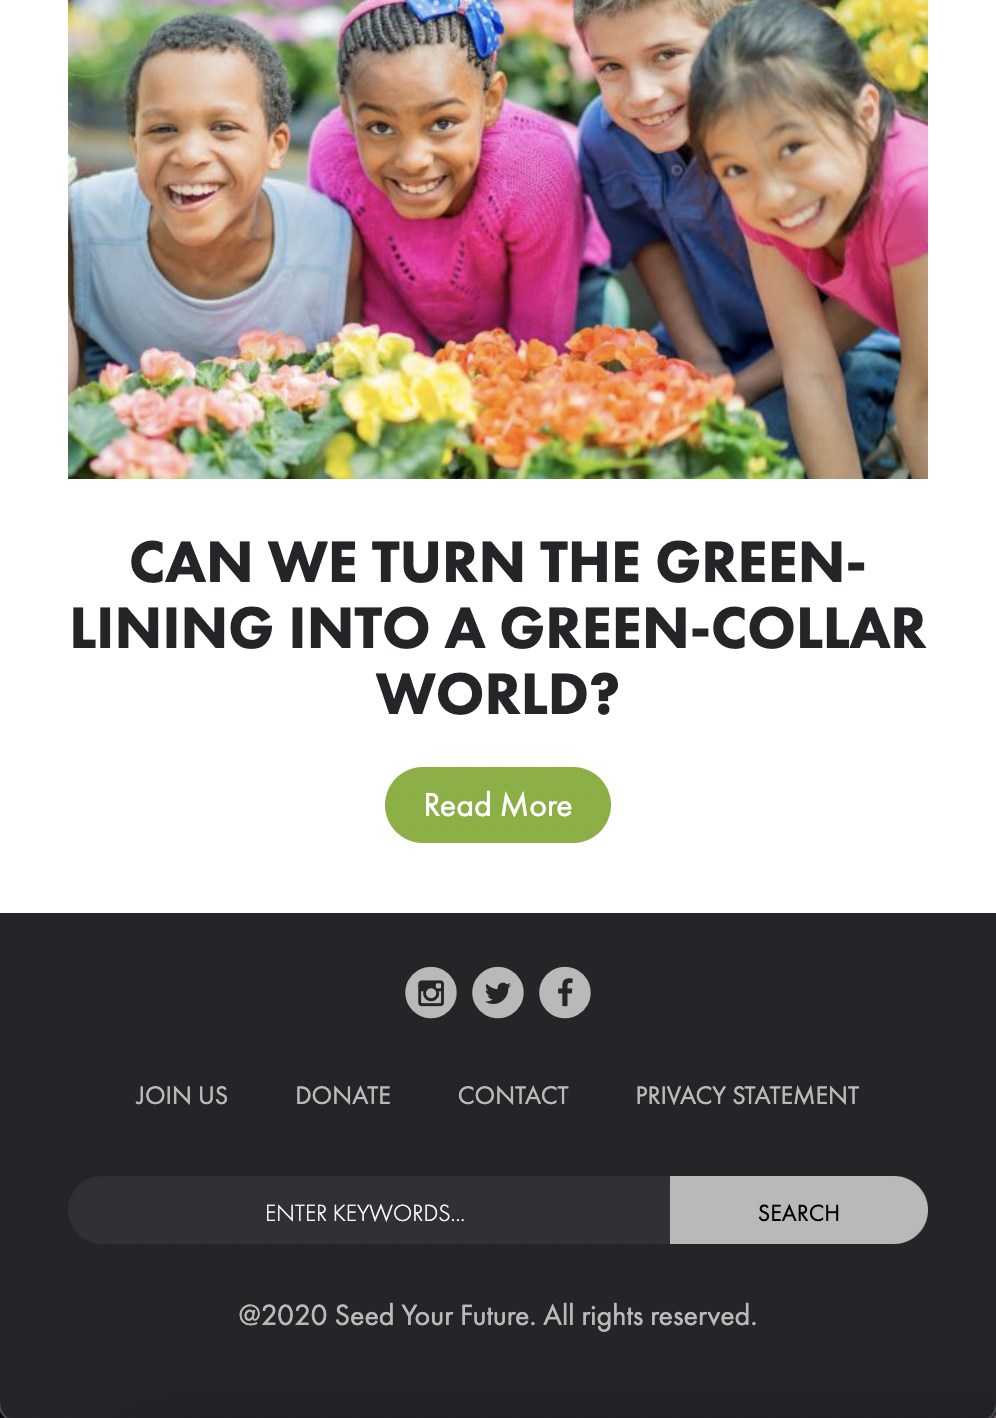 CAN WE TURN THE GREEN-
LINING INTO A GREEN-COLLAR
WORLD?
Read More
JOIN US DONATE CONTACT PRIVACY STATEMENT
ENTER KEYWORDS... SEARCH
@2020 Seed Your Future. All rights reserved.